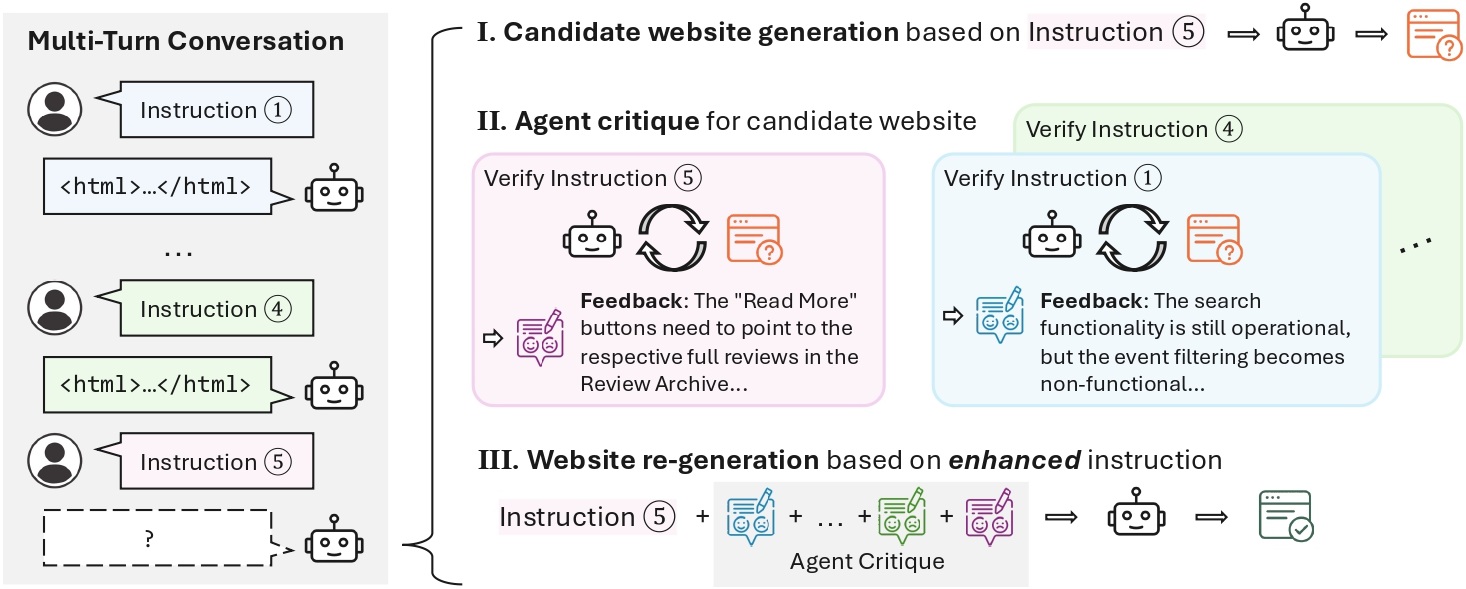 Multi-Turn Conversation
Instruction ①
<html>…</html>
...
Instruction ④
<html>…</html>
Instruction ⑤
?
I. Candidate website generation based on Instruction ⑤
?
II. Agent critique for candidate website
Verify Instruction ⑤
?
Feedback: The "Read More"
buttons need to point to the
respective full reviews in the
Review Archive...
Verify Instruction ④
Verify Instruction ①
?
Feedback: The search
functionality is still operational,
but the event filtering becomes
non-functional...
...
III. Website re-generation based on enhanced instruction
Instruction ⑤ + + ... + +
Agent Critique